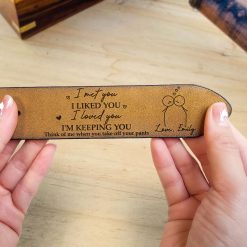 I met you
I LIKED YOU
I loved you
I'M KEEPING YOU
Think of me when you take off your pants
Love, Emily